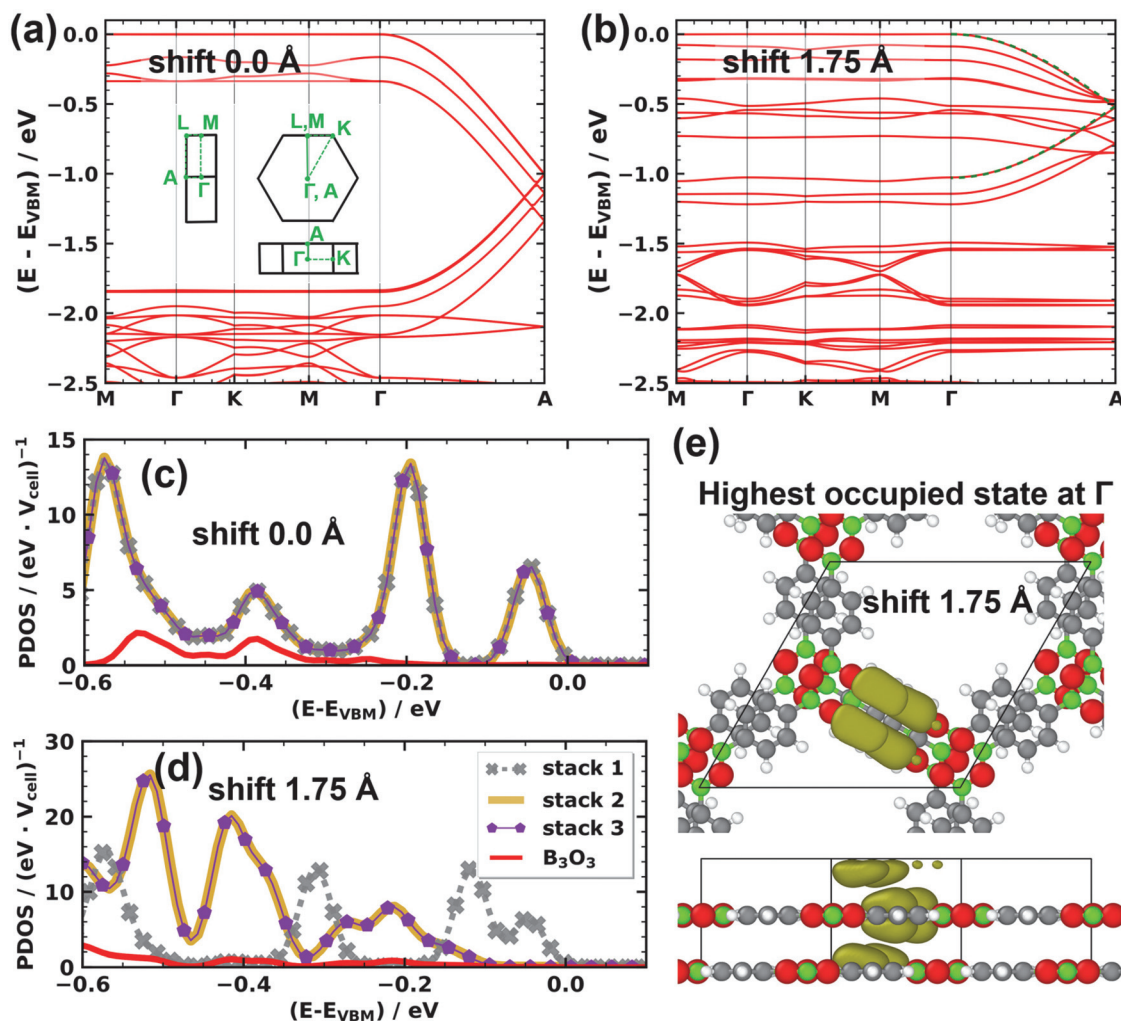 (a)
shift 0.0 Å
(E - E_VBM) / eV
0.0
−0.5
−1.0
−1.5
−2.0
−2.5
L M
A
Γ
L,M
K
Γ, A
A
Γ K
M Γ K M Γ A
(b)
shift 1.75 Å
(E - E_VBM) / eV
0.0
−0.5
−1.0
−1.5
−2.0
−2.5
M Γ K M Γ A
(c)
shift 0.0 Å
PDOS / (eV · V_cell)⁻¹
15
10
5
0
−0.6 −0.4 −0.2 0.0
(E-E_VBM) / eV
(d)
shift 1.75 Å
PDOS / (eV · V_cell)⁻¹
30
20
10
0
stack 1
stack 2
stack 3
B₃O₃
−0.6 −0.4 −0.2 0.0
(E-E_VBM) / eV
(e)
Highest occupied state at Γ
shift 1.75 Å